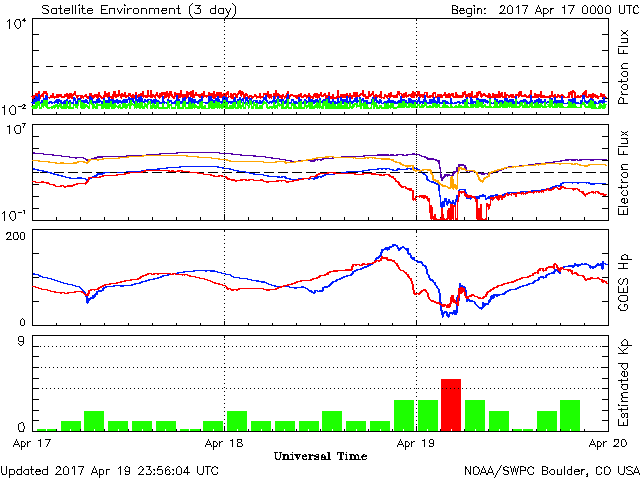 Satellite Environment (3 day) Begin: 2017 Apr 17 0000 UTC
10⁴
10⁻²
Proton Flux
10⁷
10⁻¹
Electron Flux
200
0
GOES Hp
9
0
Estimated Kp
Apr 17 Apr 18 Apr 19 Apr 20
Universal Time
Updated 2017 Apr 19 23:56:04 UTC NOAA/SWPC Boulder, CO USA